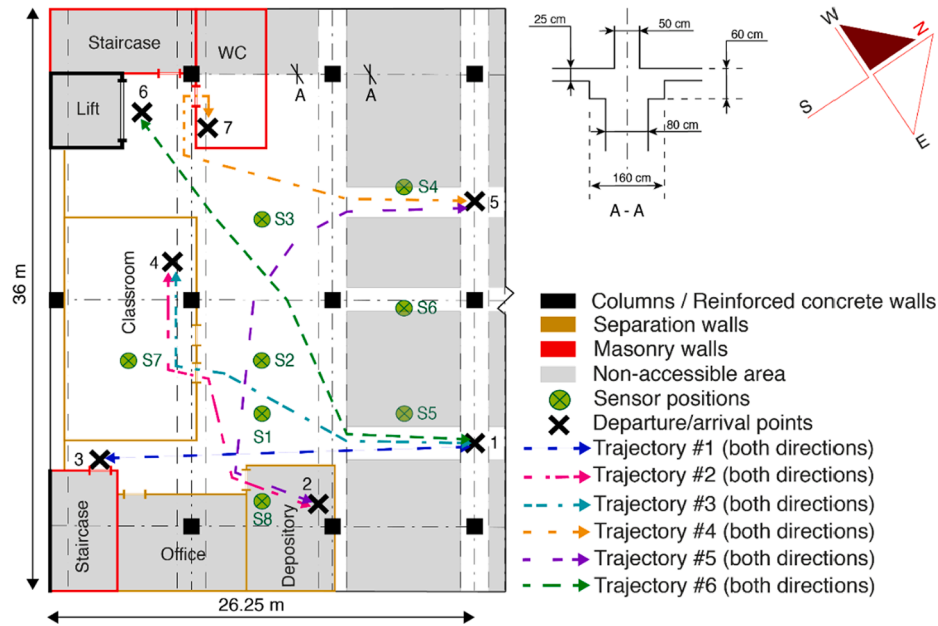 Staircase
WC
Lift
6
7
A
A
S4
5
S3
4
Classroom
S6
S7
S2
S1
S5
1
3
2
S8
Staircase
Office
Depository
36 m
26.25 m
25 cm
50 cm
60 cm
80 cm
160 cm
A - A
W
N
S
E
Columns / Reinforced concrete walls
Separation walls
Masonry walls
Non-accessible area
Sensor positions
Departure/arrival points
Trajectory #1 (both directions)
Trajectory #2 (both directions)
Trajectory #3 (both directions)
Trajectory #4 (both directions)
Trajectory #5 (both directions)
Trajectory #6 (both directions)